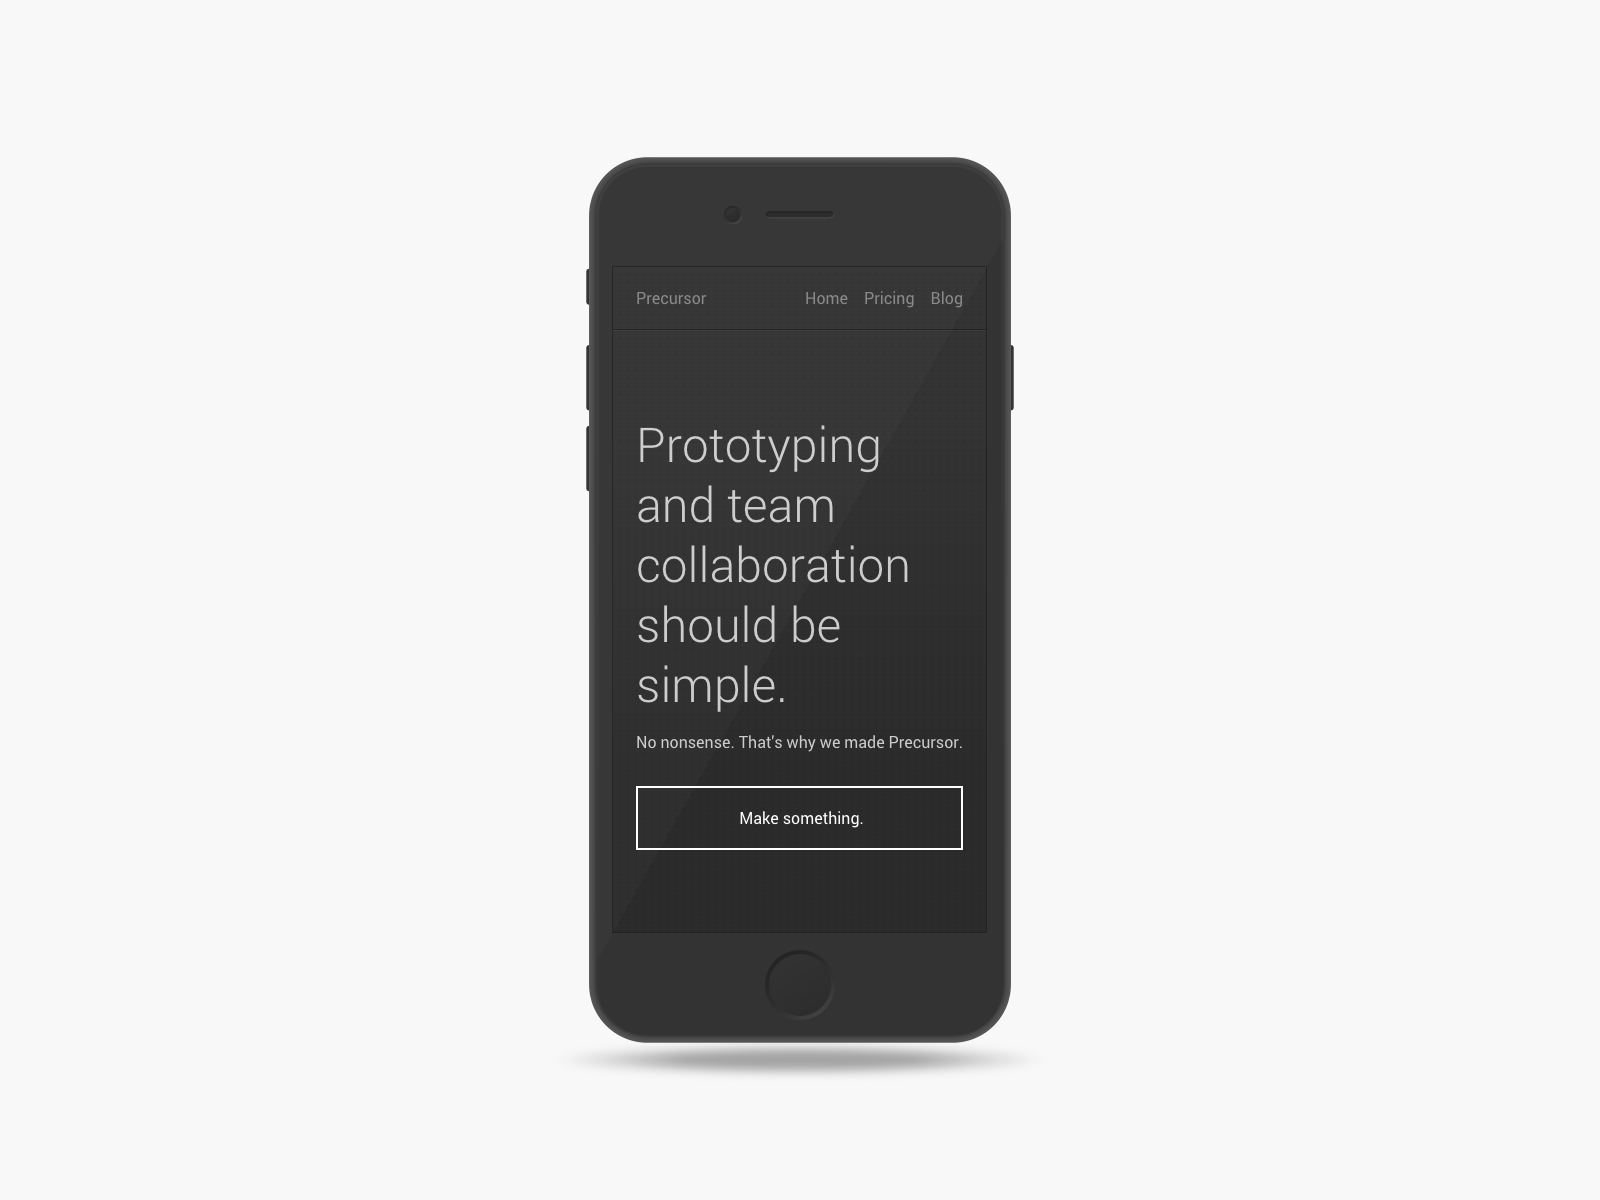 Precursor Home Pricing Blog
Prototyping
and team
collaboration
should be
simple.
No nonsense. That's why we made Precursor.
Make something.